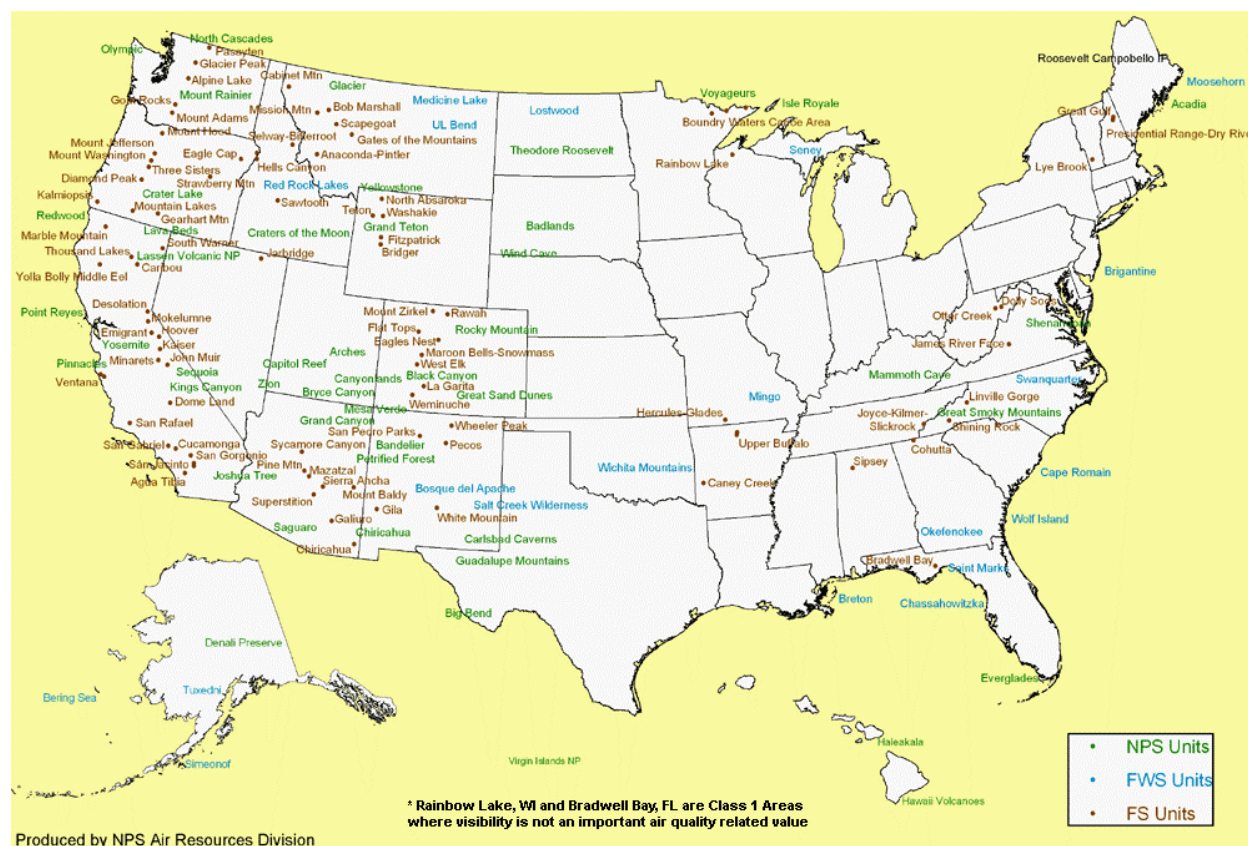 North Cascades
Olympic
Pasayten
Glacier Peak
Alpine Lake
Cabinet Mtn
Glacier
Goat Rocks
Mount Rainier
Mission Mtn
Bob Marshall
Medicine Lake
Lostwood
Voyageurs
Isle Royale
Roosevelt Campobello IP
Moosehorn
Acadia
Mount Adams
Scapegoat
UL Bend
Boundry Waters Canoe Area
Great Gulf
Mount Hood
Selway-Bitterroot
Gates of the Mountains
Presidential Range-Dry Rive
Mount Jefferson
Mount Washington
Eagle Cap
Anaconda-Pintler
Theodore Roosevelt
Rainbow Lake
Seney
Lye Brook
Three Sisters
Hells Canyon
Diamond Peak
Strawberry Mtn
Red Rock Lakes
Yellowstone
Kalmiopsis
Crater Lake
Sawtooth
North Absaroka
Mountain Lakes
Teton
Washakie
Redwood
Gearhart Mtn
Lava Beds
Craters of the Moon
Grand Teton
Badlands
Marble Mountain
South Warner
Fitzpatrick
Thousand Lakes
Lassen Volcanic NP
Jarbridge
Bridger
Wind Cave
Caribou
Yolla Bolly Middle Eel
Brigantine
Desolation
Mount Zirkel
Rawah
Dolly Sods
Otter Creek
Point Reyes
Mokelumne
Flat Tops
Rocky Mountain
Shenandoah
Emigrant
Hoover
Eagles Nest
James River Face
Yosemite
Kaiser
Arches
Maroon Bells-Snowmass
Pinnacles
Minarets
John Muir
Capitol Reef
West Elk
Sequoia
Canyonlands
Black Canyon
Mammoth Cave
Swanquarter
Ventana
Kings Canyon
Zion
Bryce Canyon
La Garita
Weminuche
Great Sand Dunes
Mingo
Linville Gorge
Dome Land
Mesa Verde
Hercules-Glades
Joyce-Kilmer-
Slickrock
Great Smoky Mountains
San Rafael
Grand Canyon
San Pedro Parks
Wheeler Peak
Shining Rock
San Gabriel
Cucamonga
Sycamore Canyon
Bandelier
Pecos
Upper Buffalo
Cohutta
San Gorgonio
Petrified Forest
San Jacinto
Pine Mtn
Mazatzal
Wichita Mountains
Sipsey
Cape Romain
Agua Tibia
Joshua Tree
Sierra Ancha
Caney Creek
Superstition
Mount Baldy
Bosque del Apache
Gila
Salt Creek Wilderness
Galiuro
White Mountain
Wolf Island
Saguaro
Chiricahua
Carlsbad Caverns
Okefenokee
Chiricahua
Guadalupe Mountains
Bradwell Bay
Saint Marks
Big Bend
Breton
Chassahowitzka
Denali Preserve
Everglades
Bering Sea
Tuxedni
Simeonof
Virgin Islands NP
Haleakala
Hawaii Volcanoes
NPS Units
FWS Units
FS Units
* Rainbow Lake, WI and Bradwell Bay, FL are Class 1 Areas
where visibility is not an important air quality related value
Produced by NPS Air Resources Division